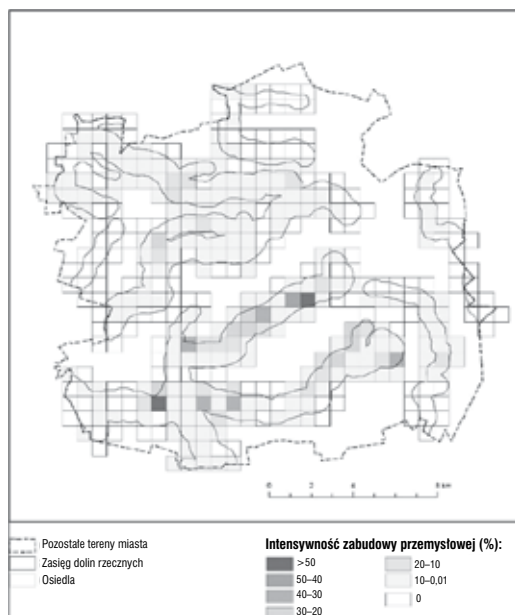 0 2 4 6 8 km
Pozostałe tereny miasta
Zasięg dolin rzecznych
Osiedla
Intensywność zabudowy przemysłowej (%):
>50
50–40
40–30
30–20
20–10
10–0,01
0